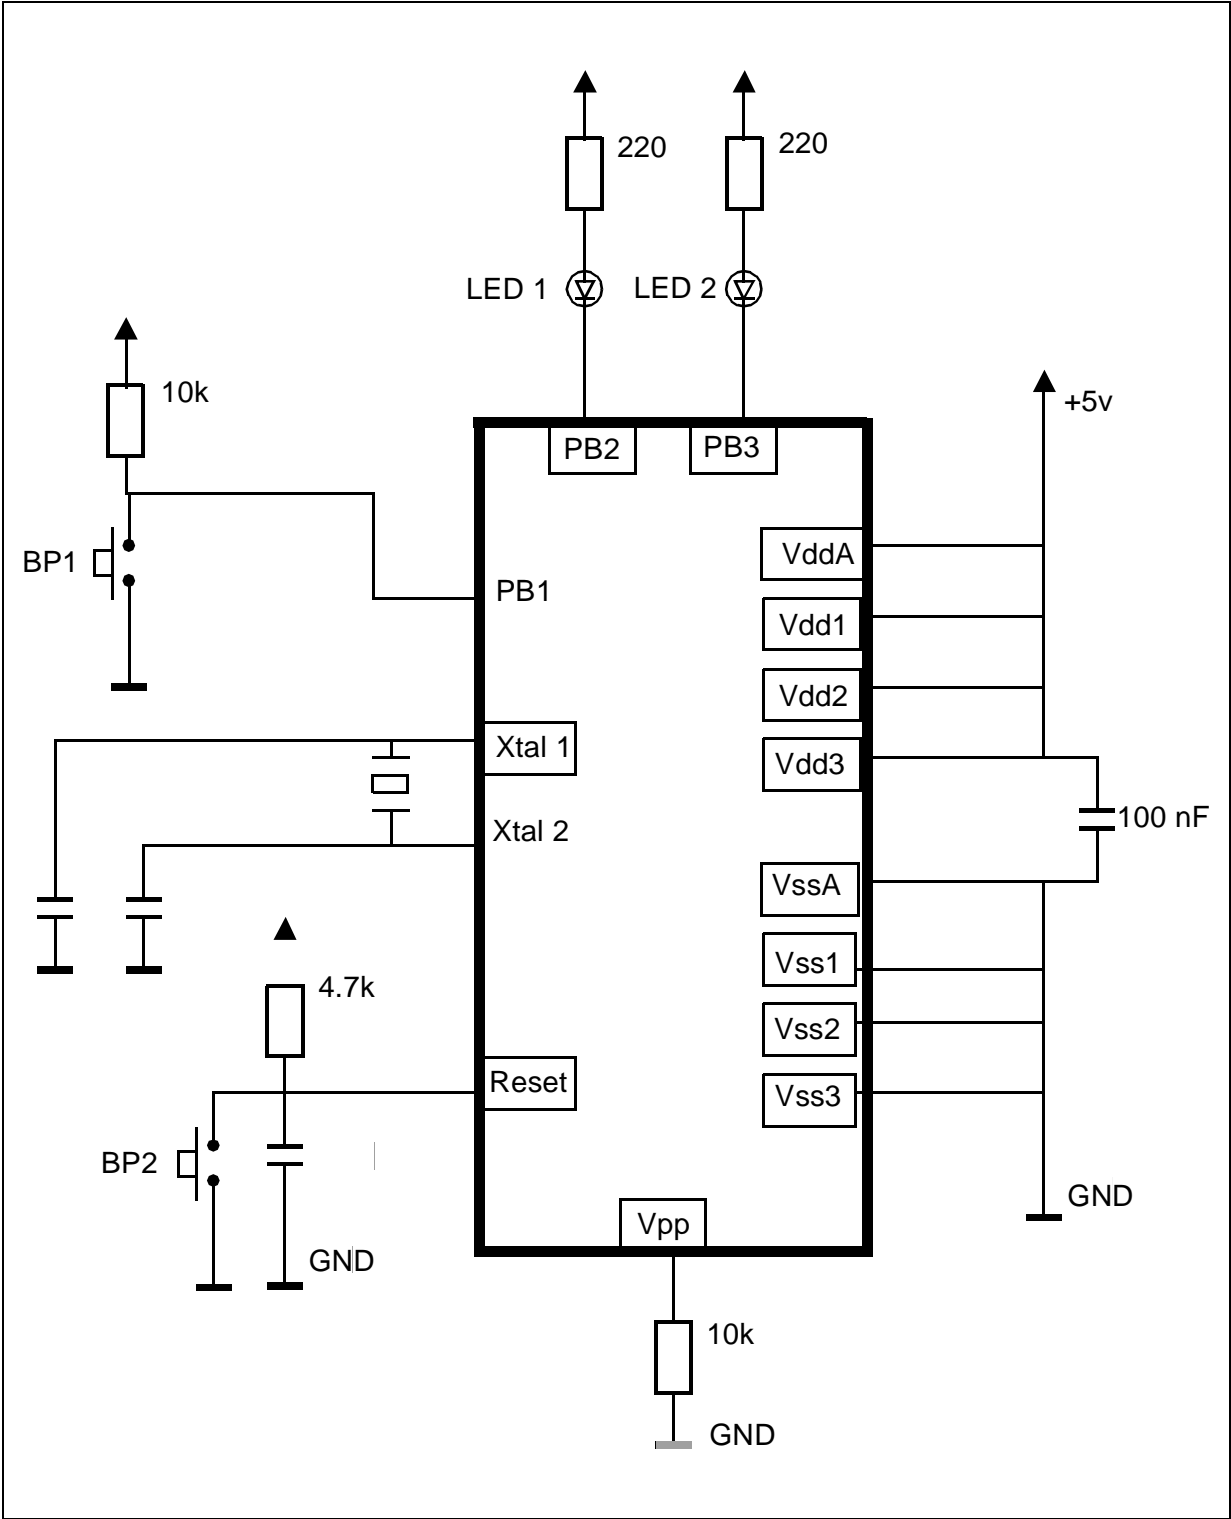 220
220
LED 1
LED 2
10k
+5v
PB2
PB3
BP1
VddA
PB1
Vdd1
Vdd2
Xtal 1
Vdd3
100 nF
Xtal 2
VssA
Vss1
4.7k
Vss2
Reset
Vss3
BP2
GND
Vpp
GND
10k
GND